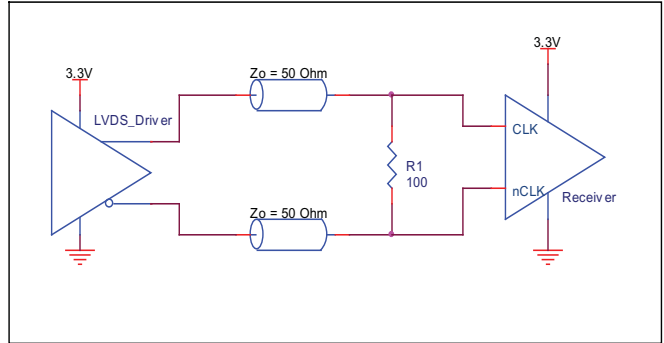 3.3V
3.3V
Zo = 50 Ohm
LVDS_Driver
CLK
R1
100
nCLK
Receiver
Zo = 50 Ohm